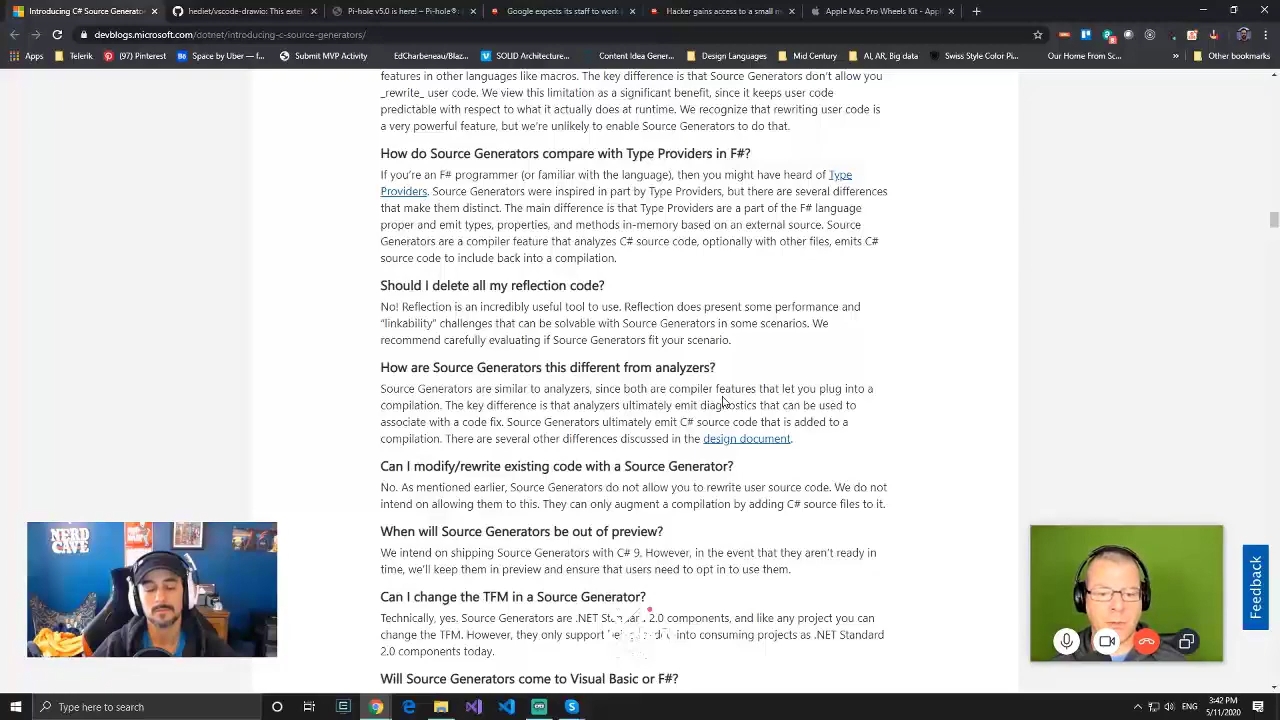 Introducing C# Source Generator
hediet/vscode-drawio: This exten
Pi-hole v5.0 is here! – Pi-hole
Google expects its staff to work
Hacker gains access to a small n
Apple Mac Pro Wheels Kit - Appl
devblogs.microsoft.com/dotnet/introducing-c-source-generators/
Apps
Telerik
(97) Pinterest
Space by Uber — f...
Submit MVP Activity
EdCharbeneau/Blaz...
SOLID Architecture...
Content Idea Gener...
Design Languages
Mid Century
AI, AR, Big data
Swiss Style Color Pi...
Our Home From Sc...
»
Other bookmarks
features in other languages like macros. The key difference is that Source Generators don't allow you
_rewrite_ user code. We view this limitation as a significant benefit, since it keeps user code
predictable with respect to what it actually does at runtime. We recognize that rewriting user code is
a very powerful feature, but we're unlikely to enable Source Generators to do that.
How do Source Generators compare with Type Providers in F#?
If you're an F# programmer (or familiar with the language), then you might have heard of Type
Providers. Source Generators were inspired in part by Type Providers, but there are several differences
that make them distinct. The main difference is that Type Providers are a part of the F# language
proper and emit types, properties, and methods in-memory based on an external source. Source
Generators are a compiler feature that analyzes C# source code, optionally with other files, emits C#
source code to include back into a compilation.
Should I delete all my reflection code?
No! Reflection is an incredibly useful tool to use. Reflection does present some performance and
"linkability" challenges that can be solvable with Source Generators in some scenarios. We
recommend carefully evaluating if Source Generators fit your scenario.
How are Source Generators this different from analyzers?
Source Generators are similar to analyzers, since both are compiler features that let you plug into a
compilation. The key difference is that analyzers ultimately emit diagnostics that can be used to
associate with a code fix. Source Generators ultimately emit C# source code that is added to a
compilation. There are several other differences discussed in the design document.
Can I modify/rewrite existing code with a Source Generator?
No. As mentioned earlier, Source Generators do not allow you to rewrite user source code. We do not
intend on allowing them to this. They can only augment a compilation by adding C# source files to it.
When will Source Generators be out of preview?
We intend on shipping Source Generators with C# 9. However, in the event that they aren't ready in
time, we'll keep them in preview and ensure that users need to opt in to use them.
Can I change the TFM in a Source Generator?
Technically, yes. Source Generators are .NET Standard 2.0 components, and like any project you can
change the TFM. However, they only support into consuming projects as .NET Standard
2.0 components today.
Will Source Generators come to Visual Basic or F#?
NERD
CAVE
Feedback
Type here to search
ENG
3:42 PM
5/11/2020